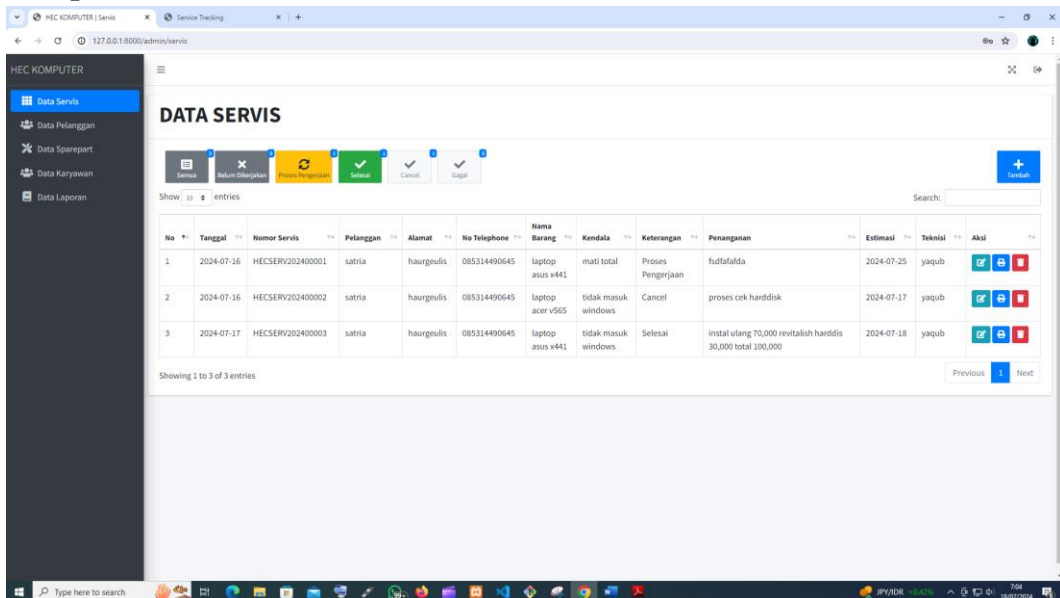 HEC KOMPUTER | Servis
Service Tracking
127.0.0.1:8000/admin/servis
HEC KOMPUTER
Data Servis
Data Pelanggan
Data Sparepart
Data Karyawan
Data Laporan
DATA SERVIS
Semua
Belum Dikerjakan
Proses Pengerjaan
Selesai
Cancel
Gagal
Tambah
Show 10 entries
Search:
No Tanggal Nomor Servis Pelanggan Alamat No Telephone Nama Barang Kendala Keterangan Penanganan Estimasi Teknisi Aksi
1 2024-07-16 HECSERV202400001 satria haurgeulis 085314490645 laptop asus x441 mati total Proses Pengerjaan fsdfafafda 2024-07-25 yaqub
2 2024-07-16 HECSERV202400002 satria haurgeulis 085314490645 laptop acer v565 tidak masuk windows Cancel proses cek harddisk 2024-07-17 yaqub
3 2024-07-17 HECSERV202400003 satria haurgeulis 085314490645 laptop asus x441 tidak masuk windows Selesai instal ulang 70,000 revitalish harddis 30,000 total 100,000 2024-07-18 yaqub
Showing 1 to 3 of 3 entries
Previous 1 Next
Type here to search
JPY/IDR +0.42%
7:04
18/07/2024